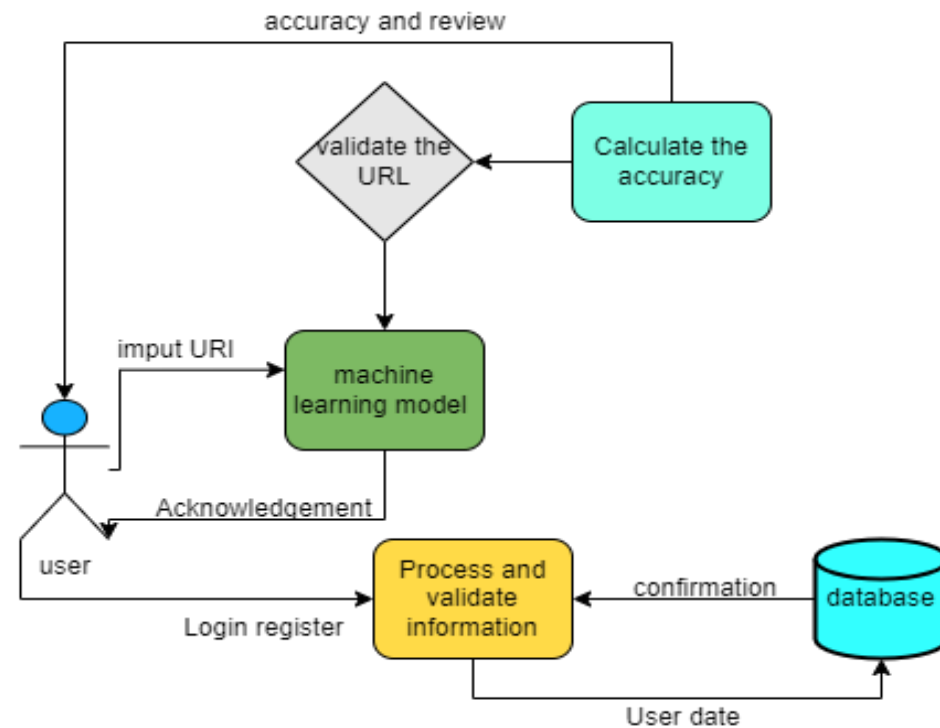 accuracy and review
validate the
URL
Calculate the
accuracy
imput URI
machine
learning model
Acknowledgement
user
Process and
validate
information
confirmation
database
Login register
User date